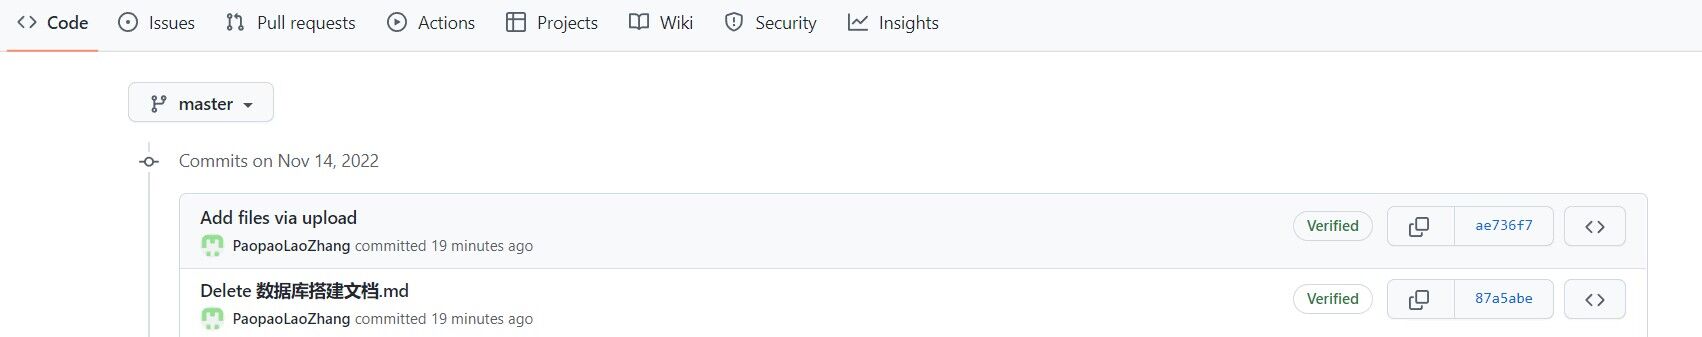 Code Issues Pull requests Actions Projects Wiki Security Insights
master
Commits on Nov 14, 2022
Add files via upload
Verified ae736f7
PaopaoLaoZhang committed 19 minutes ago
Delete 数据库搭建文档.md
Verified 87a5abe
PaopaoLaoZhang committed 19 minutes ago